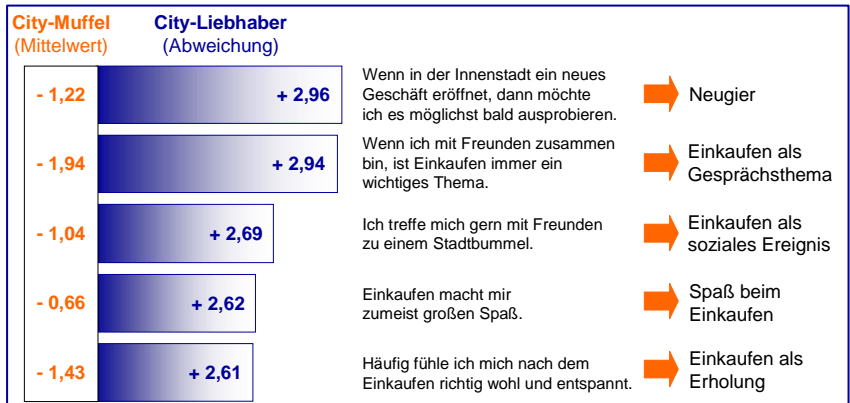 City-Muffel
(Mittelwert)
City-Liebhaber
(Abweichung)
- 1,22
+ 2,96
Wenn in der Innenstadt ein neues
Geschäft eröffnet, dann möchte
ich es möglichst bald ausprobieren.
Neugier
- 1,94
+ 2,94
Wenn ich mit Freunden zusammen
bin, ist Einkaufen immer ein
wichtiges Thema.
Einkaufen als
Gesprächsthema
- 1,04
+ 2,69
Ich treffe mich gern mit Freunden
zu einem Stadtbummel.
Einkaufen als
soziales Ereignis
- 0,66
+ 2,62
Einkaufen macht mir
zumeist großen Spaß.
Spaß beim
Einkaufen
- 1,43
+ 2,61
Häufig fühle ich mich nach dem
Einkaufen richtig wohl und entspannt.
Einkaufen als
Erholung